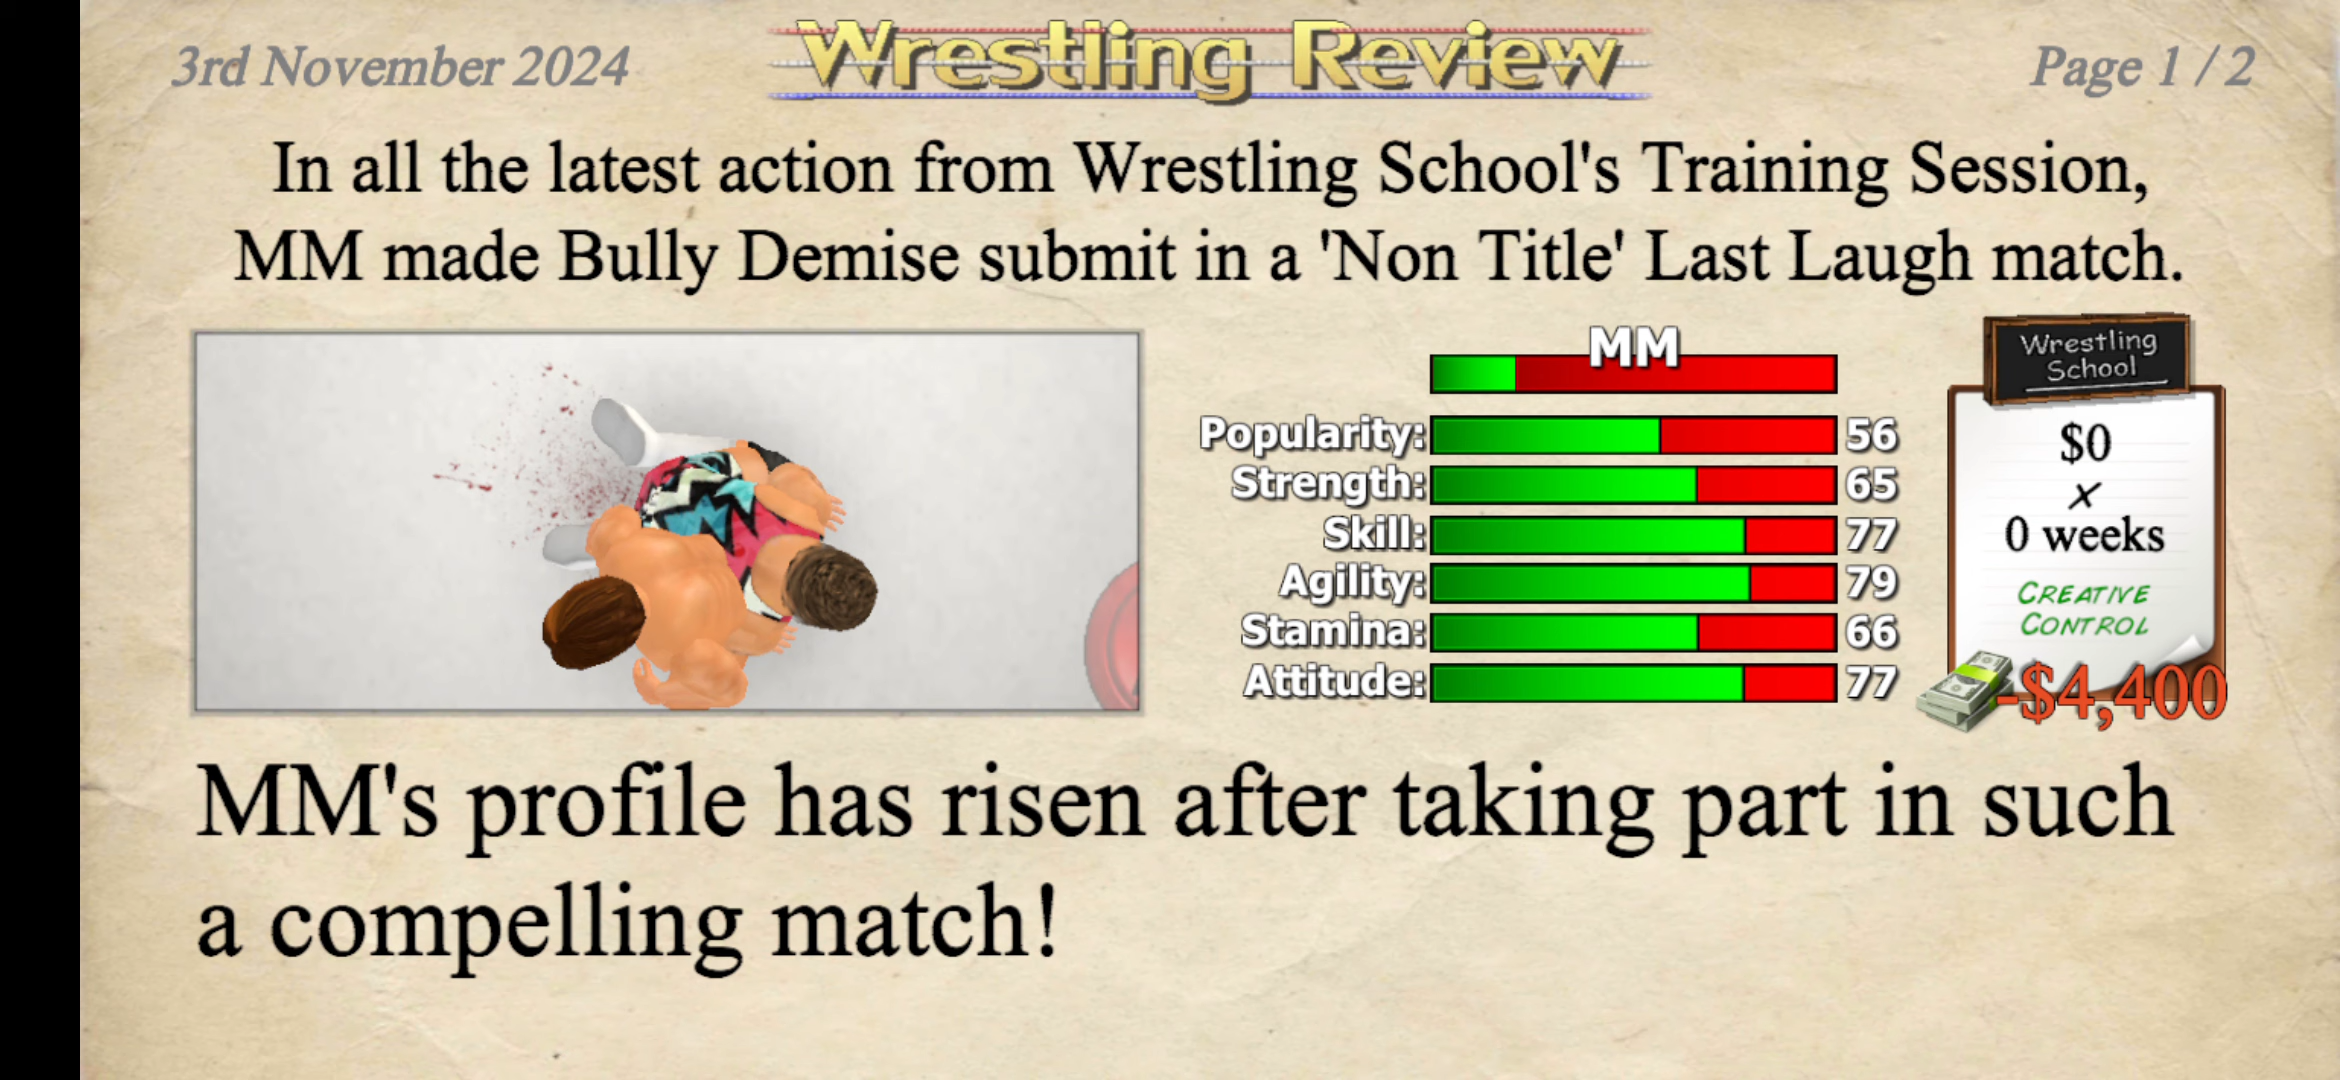 3rd November 2024
Wrestling Review
Page 1 / 2
In all the latest action from Wrestling School's Training Session,
MM made Bully Demise submit in a 'Non Title' Last Laugh match.
MM
Popularity: 56
Strength: 65
Skill: 77
Agility: 79
Stamina: 66
Attitude: 77
Wrestling
School
$0
x
0 weeks
CREATIVE
CONTROL
-$4,400
MM's profile has risen after taking part in such
a compelling match!